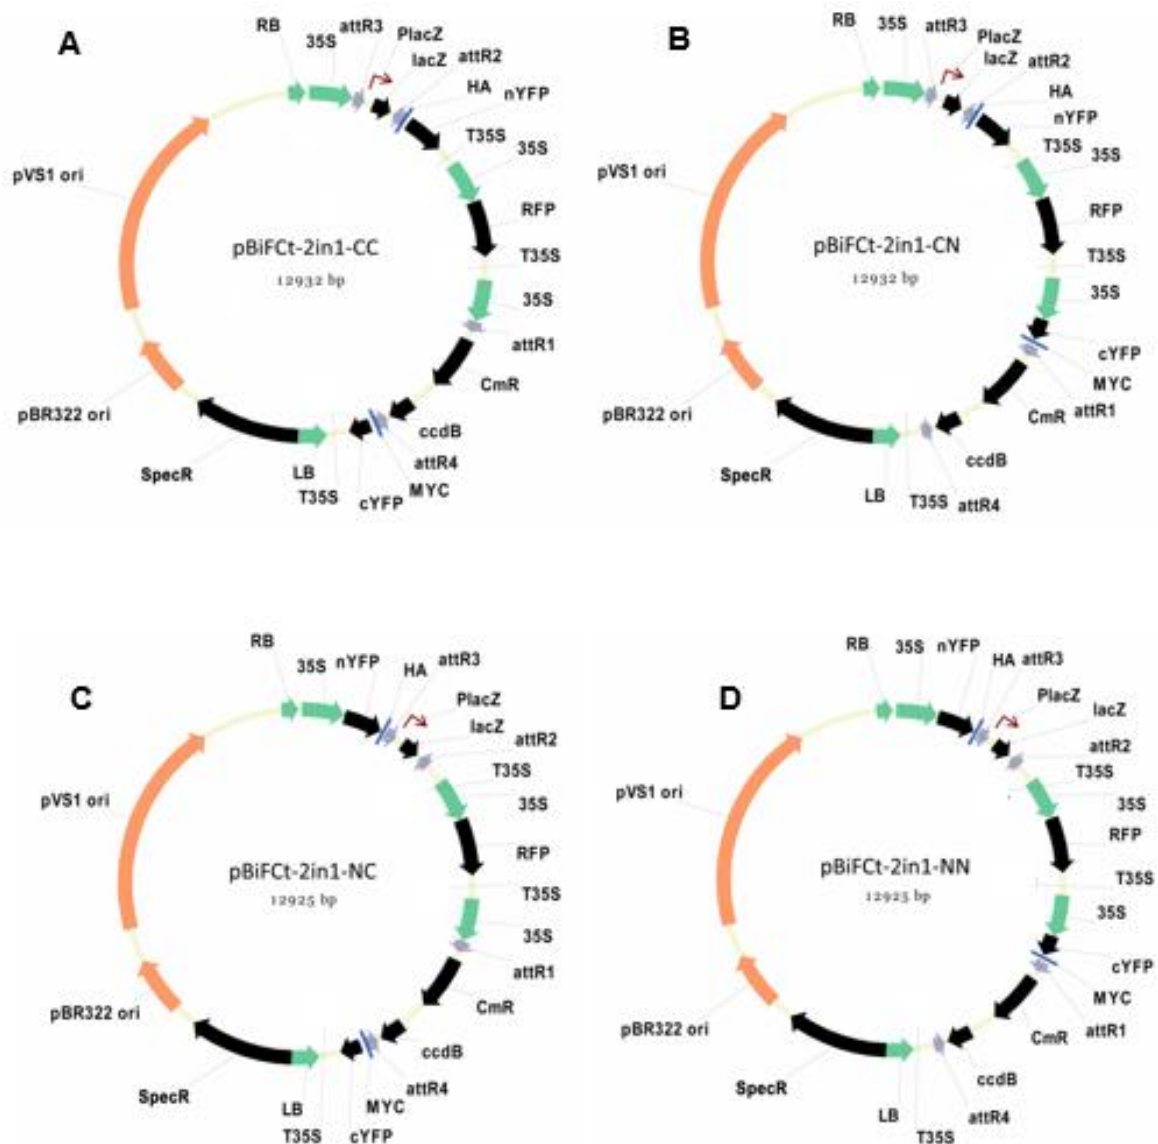 A
RB
35S
attR3
PlacZ
lacZ
attR2
HA
nYFP
T35S
35S
RFP
T35S
35S
attR1
CmR
ccdB
attR4
MYC
cYFP
T35S
LB
SpecR
pBR322 ori
pVS1 ori
pBiFCt-2in1-CC
12932 bp
B
RB
35S
attR3
PlacZ
lacZ
attR2
HA
nYFP
T35S
35S
RFP
T35S
35S
cYFP
MYC
attR1
CmR
ccdB
attR4
T35S
LB
SpecR
pBR322 ori
pVS1 ori
pBiFCt-2in1-CN
12932 bp
C
RB
35S
nYFP
HA
attR3
PlacZ
lacZ
attR2
T35S
35S
RFP
T35S
35S
attR1
CmR
ccdB
attR4
MYC
cYFP
T35S
LB
SpecR
pBR322 ori
pVS1 ori
pBiFCt-2in1-NC
12925 bp
D
RB
35S
nYFP
HA
attR3
PlacZ
lacZ
attR2
T35S
35S
RFP
T35S
35S
cYFP
MYC
attR1
CmR
ccdB
attR4
T35S
LB
SpecR
pBR322 ori
pVS1 ori
pBiFCt-2in1-NN
12925 bp